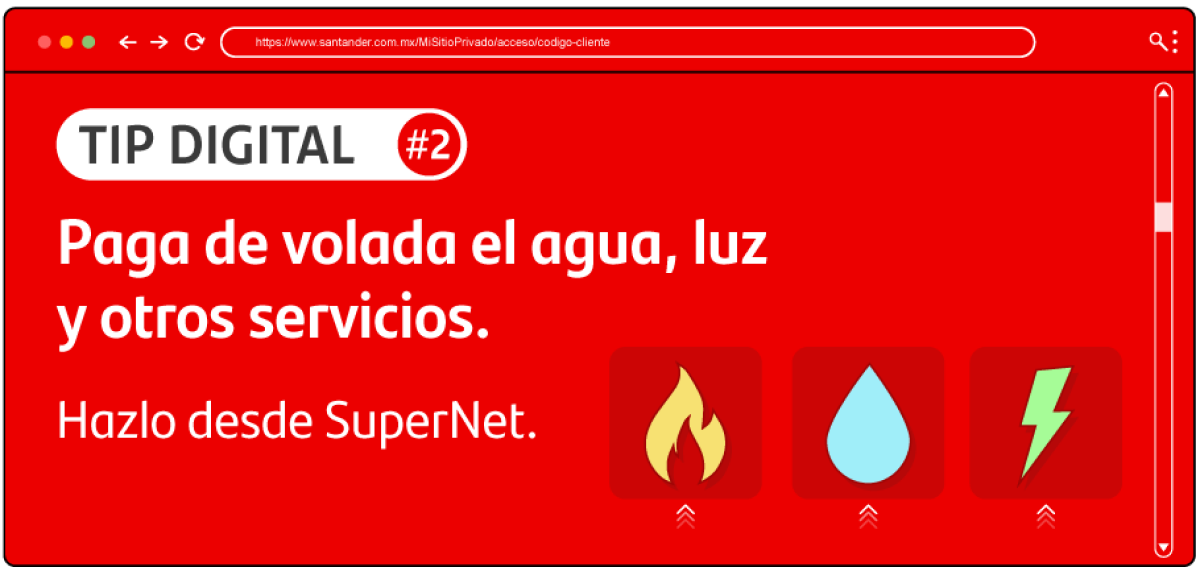 https://www.santander.com.mx/MiSitioPrivado/acceso/codigo-cliente
TIP DIGITAL #2
Paga de volada el agua, luz
y otros servicios.
Hazlo desde SuperNet.